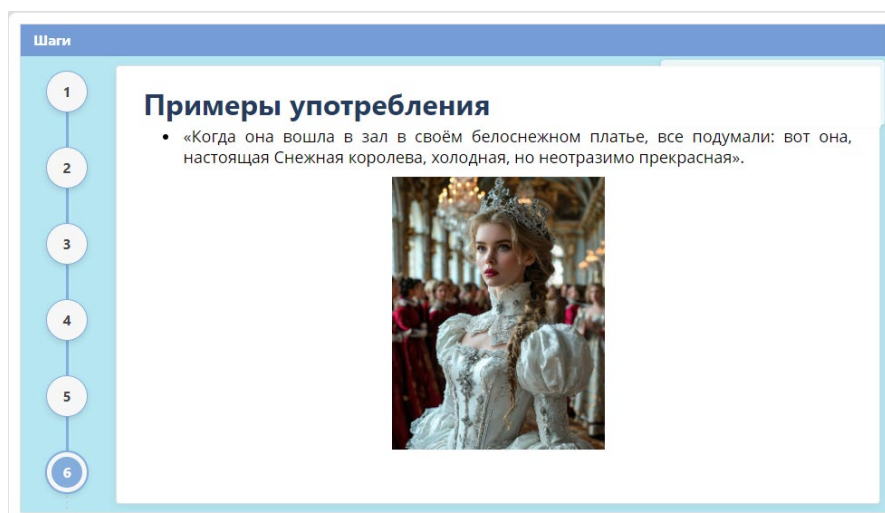 Шаги
1
Примеры употребления
• «Когда она вошла в зал в своём белоснежном платье, все подумали: вот она,
настоящая Снежная королева, холодная, но неотразимо прекрасная».
2
3
4
5
6